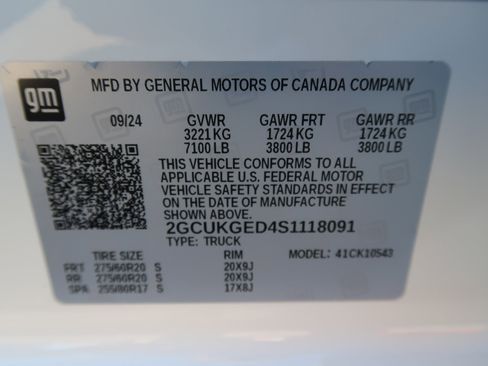 gm
MFD BY GENERAL MOTORS OF CANADA COMPANY
09/24 GVWR GAWR FRT GAWR RR
3221 KG 1724 KG 1724 KG
7100 LB 3800 LB 3800 LB
THIS VEHICLE CONFORMS TO ALL
APPLICABLE U.S. FEDERAL MOTOR
VEHICLE SAFETY STANDARDS IN EFFECT
ON THE DATE OF MANUFACTURE
SHOWN ABOVE.
2GCUKGED4S1118091
TYPE: TRUCK MODEL: 41CK10543
TIRE SIZE RIM
FRT 275/60R20 S 20X9J
RR 275/60R20 S 20X9J
SPA 255/80R17 S 17X8J